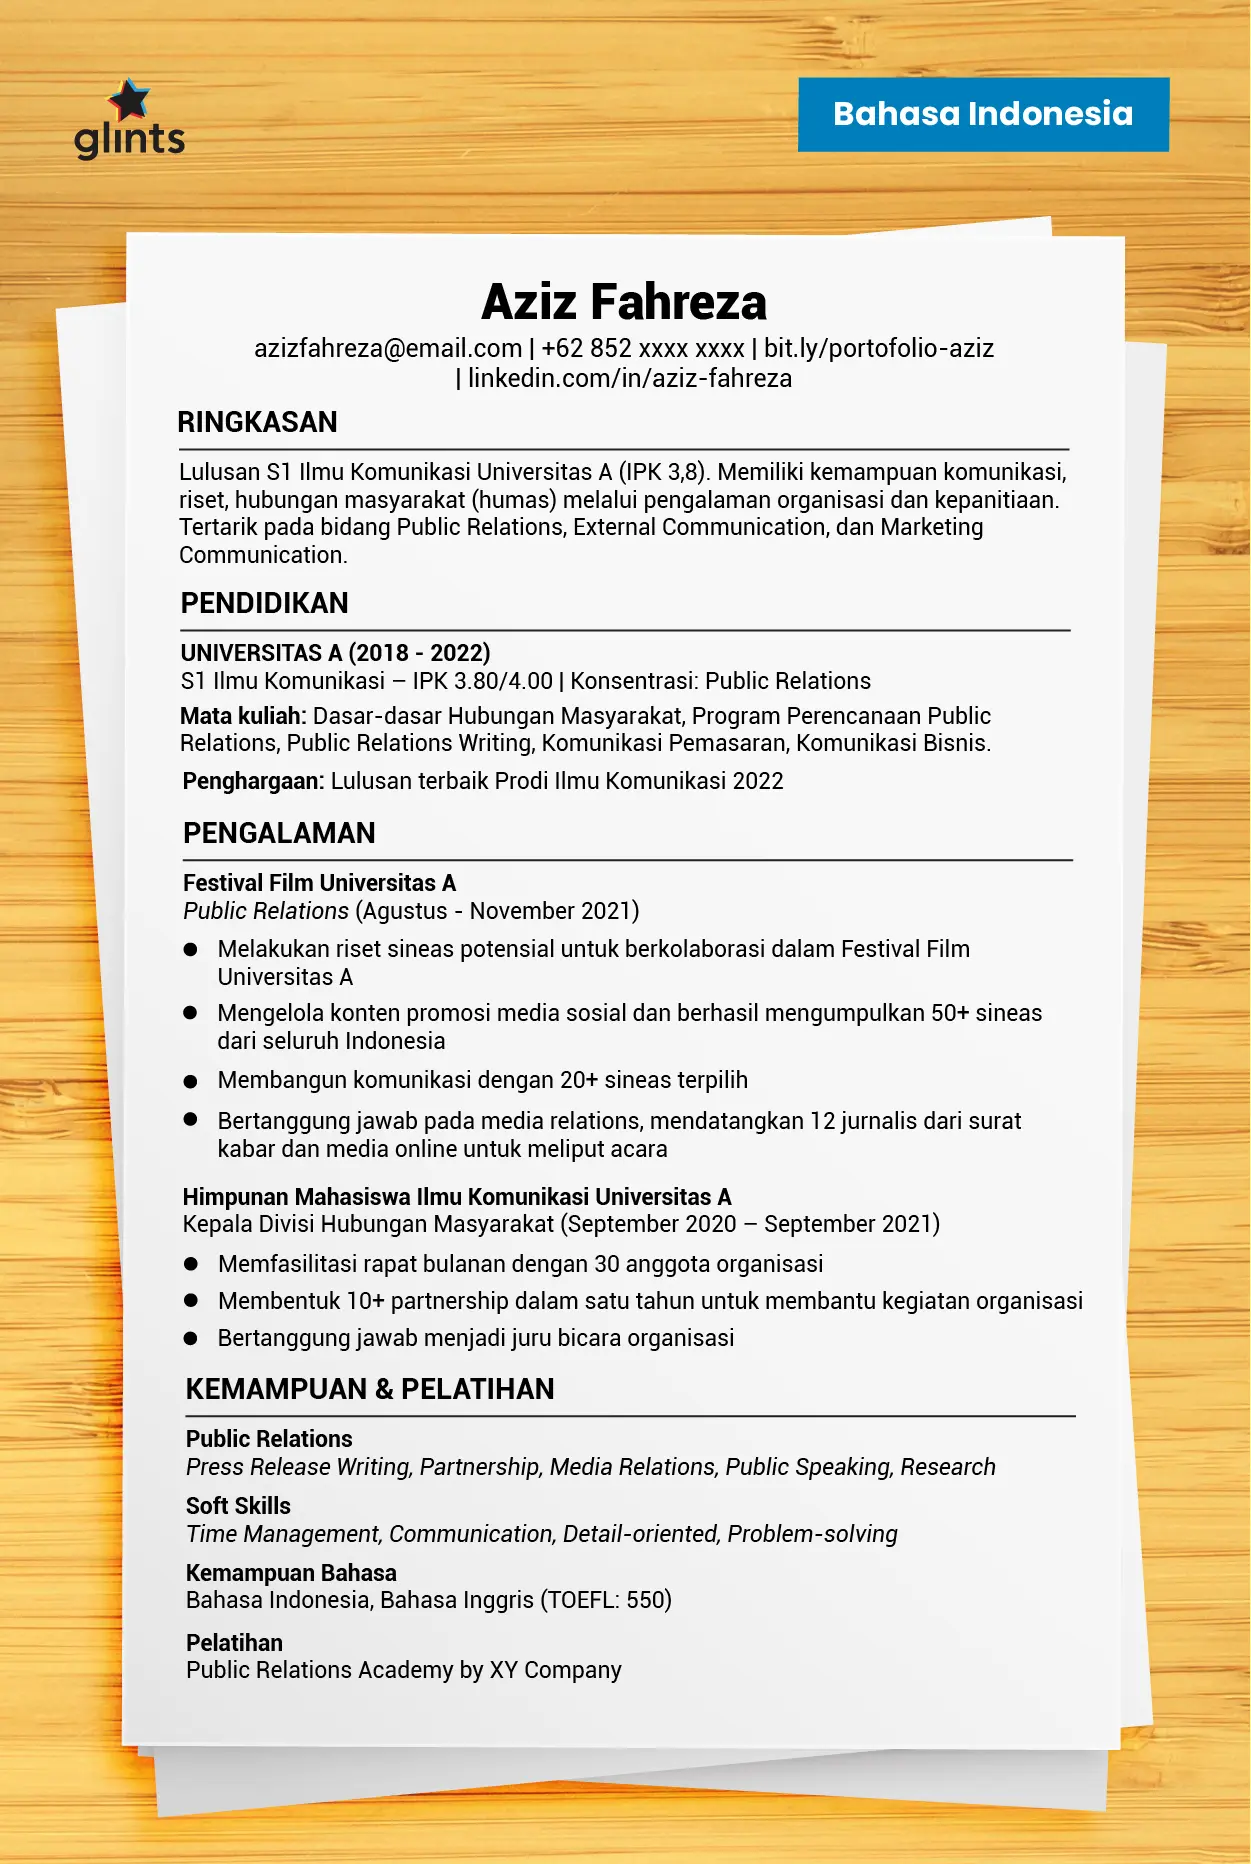 glints
Bahasa Indonesia
Aziz Fahreza
azizfahreza@email.com | +62 852 xxxx xxxx | bit.ly/portofolio-aziz
| linkedin.com/in/aziz-fahreza
RINGKASAN
Lulusan S1 Ilmu Komunikasi Universitas A (IPK 3,8). Memiliki kemampuan komunikasi,
riset, hubungan masyarakat (humas) melalui pengalaman organisasi dan kepanitiaan.
Tertarik pada bidang Public Relations, External Communication, dan Marketing
Communication.
PENDIDIKAN
UNIVERSITAS A (2018 - 2022)
S1 Ilmu Komunikasi – IPK 3.80/4.00 | Konsentrasi: Public Relations
Mata kuliah: Dasar-dasar Hubungan Masyarakat, Program Perencanaan Public
Relations, Public Relations Writing, Komunikasi Pemasaran, Komunikasi Bisnis.
Penghargaan: Lulusan terbaik Prodi Ilmu Komunikasi 2022
PENGALAMAN
Festival Film Universitas A
Public Relations (Agustus - November 2021)
● Melakukan riset sineas potensial untuk berkolaborasi dalam Festival Film
Universitas A
● Mengelola konten promosi media sosial dan berhasil mengumpulkan 50+ sineas
dari seluruh Indonesia
● Membangun komunikasi dengan 20+ sineas terpilih
● Bertanggung jawab pada media relations, mendatangkan 12 jurnalis dari surat
kabar dan media online untuk meliput acara
Himpunan Mahasiswa Ilmu Komunikasi Universitas A
Kepala Divisi Hubungan Masyarakat (September 2020 – September 2021)
● Memfasilitasi rapat bulanan dengan 30 anggota organisasi
● Membentuk 10+ partnership dalam satu tahun untuk membantu kegiatan organisasi
● Bertanggung jawab menjadi juru bicara organisasi
KEMAMPUAN & PELATIHAN
Public Relations
Press Release Writing, Partnership, Media Relations, Public Speaking, Research
Soft Skills
Time Management, Communication, Detail-oriented, Problem-solving
Kemampuan Bahasa
Bahasa Indonesia, Bahasa Inggris (TOEFL: 550)
Pelatihan
Public Relations Academy by XY Company